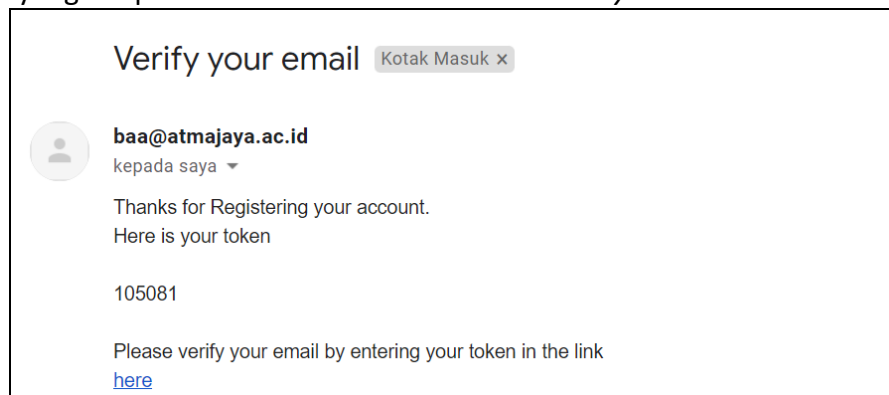 Verify your email Kotak Masuk x
baa@atmajaya.ac.id
kepada saya
Thanks for Registering your account.
Here is your token
105081
Please verify your email by entering your token in the link
here